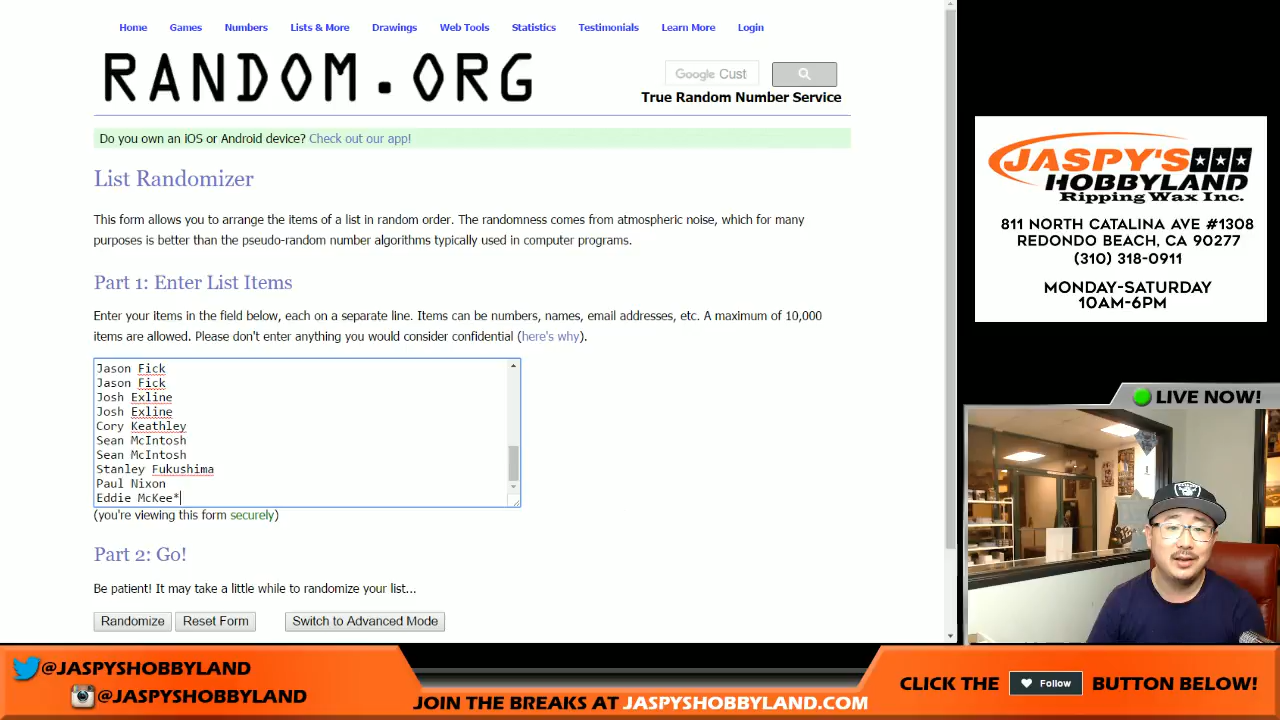 Home Games Numbers Lists & More Drawings Web Tools Statistics Testimonials Learn More Login
RANDOM.ORG
Google Cust
True Random Number Service
Do you own an iOS or Android device? Check out our app!
List Randomizer
This form allows you to arrange the items of a list in random order. The randomness comes from atmospheric noise, which for many
purposes is better than the pseudo-random number algorithms typically used in computer programs.
Part 1: Enter List Items
Enter your items in the field below, each on a separate line. Items can be numbers, names, email addresses, etc. A maximum of 10,000
items are allowed. Please don't enter anything you would consider confidential (here's why).
Jason Fick
Jason Fick
Josh Exline
Josh Exline
Cory Keathley
Sean McIntosh
Sean McIntosh
Stanley Fukushima
Paul Nixon
Eddie McKee*
(you're viewing this form securely)
Part 2: Go!
Be patient! It may take a little while to randomize your list...
Randomize Reset Form Switch to Advanced Mode
JASPY'S
HOBBYLAND
Ripping Wax Inc.
811 NORTH CATALINA AVE #1308
REDONDO BEACH, CA 90277
(310) 318-0911
MONDAY-SATURDAY
10AM-6PM
LIVE NOW!
@JASPYSHOBBYLAND
@JASPYSHOBBYLAND
JOIN THE BREAKS AT JASPYSHOBBYLAND.COM
CLICK THE Follow BUTTON BELOW!